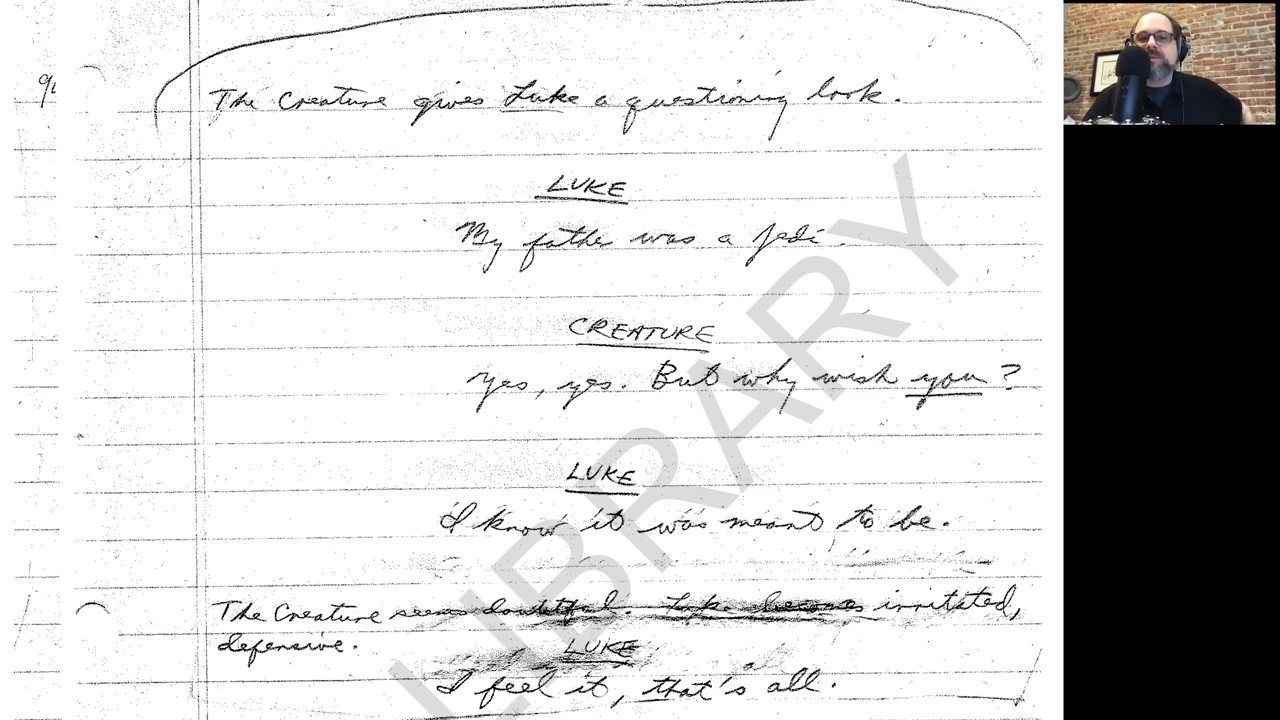 9
The Creature gives Luke a questioning look.
LUKE
My fathe was a Jedi.
CREATURE
Yes, yes. But why wish you?
LUKE
I know it was meant to be.
The Creature seems doubtful. Luke becomes irritated,
defensive.
LUKE
I feel it, that's all.
LIBRARY